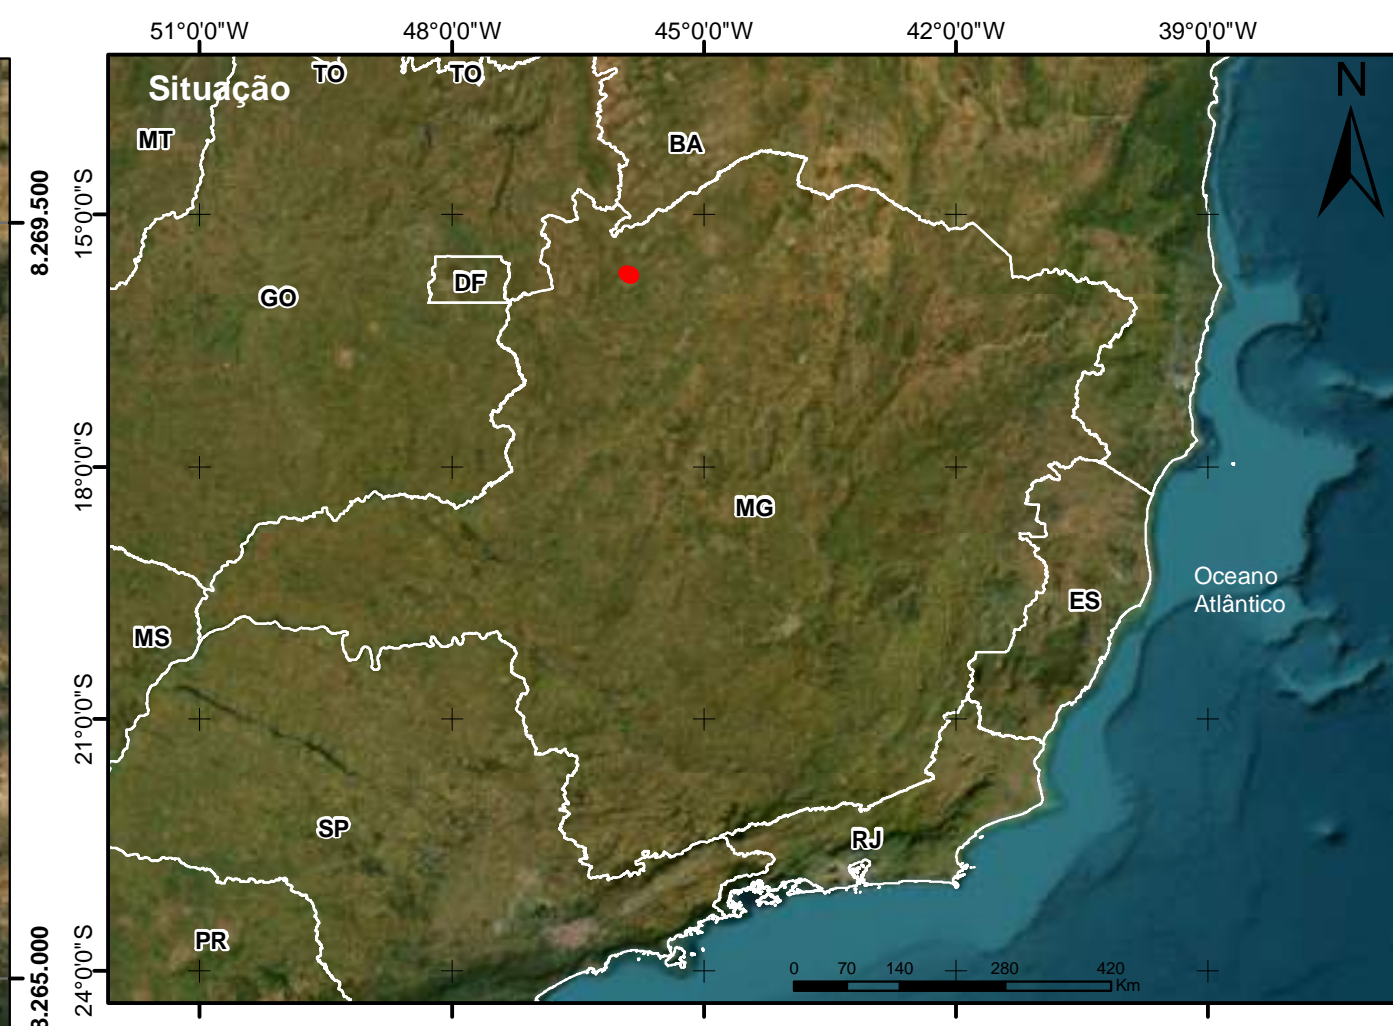 51°0'0"W 48°0'0"W 45°0'0"W 42°0'0"W 39°0'0"W
Situação
TO TO
N
MT
BA
8.269.500
15°0'0"S
DF
GO
18°0'0"S
MG
Oceano
Atlântico
ES
MS
21°0'0"S
SP
RJ
PR
8.265.000
24°0'0"S
0 70 140 280 420
Km